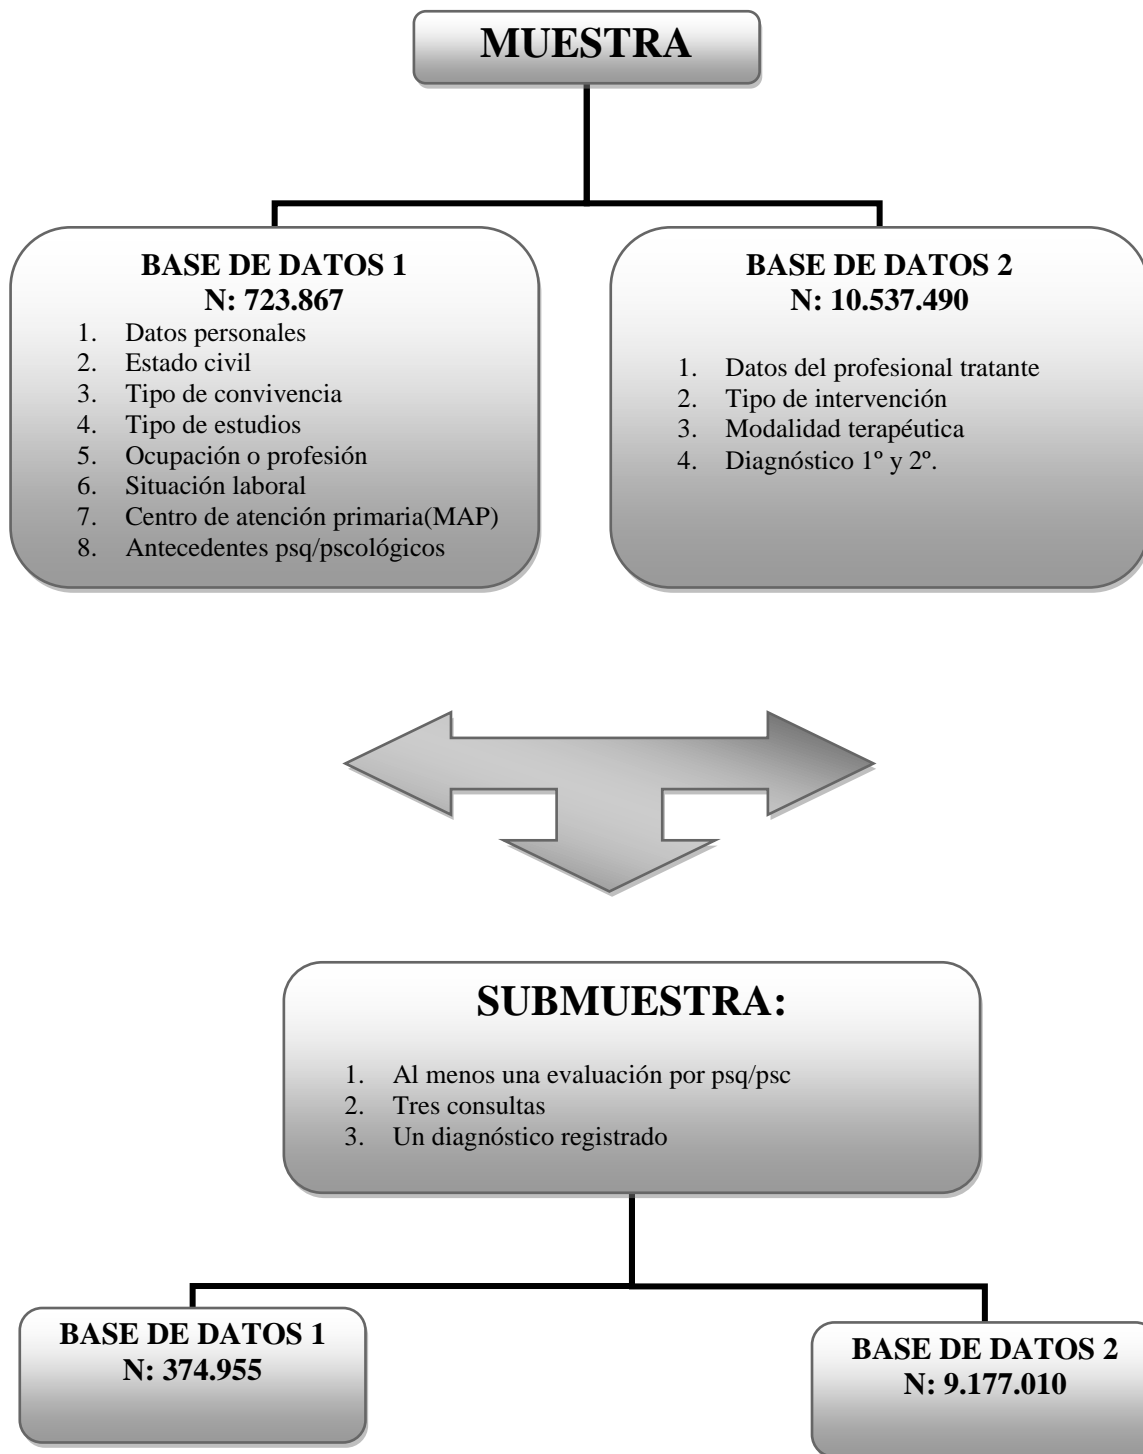 MUESTRA
BASE DE DATOS 1
N: 723.867
1. Datos personales
2. Estado civil
3. Tipo de convivencia
4. Tipo de estudios
5. Ocupación o profesión
6. Situación laboral
7. Centro de atención primaria(MAP)
8. Antecedentes psq/pscológicos
BASE DE DATOS 2
N: 10.537.490
1. Datos del profesional tratante
2. Tipo de intervención
3. Modalidad terapéutica
4. Diagnóstico 1º y 2º.
SUBMUESTRA:
1. Al menos una evaluación por psq/psc
2. Tres consultas
3. Un diagnóstico registrado
BASE DE DATOS 1
N: 374.955
BASE DE DATOS 2
N: 9.177.010